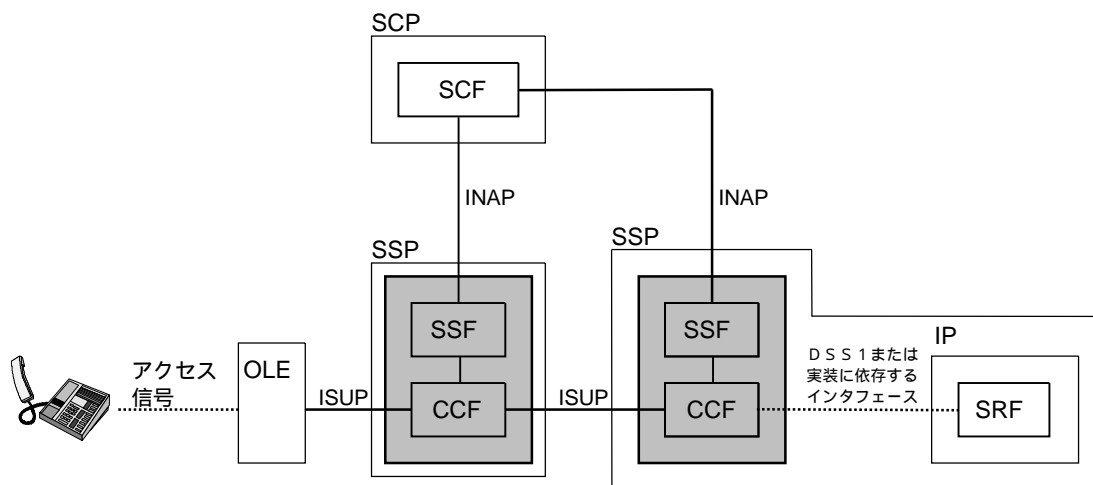 SCP
SCF
INAP
INAP
SSP
SSP
SSF
SSF
IP
アクセス
信号
OLE
ISUP
CCF
ISUP
CCF
ＤＳＳ１または
実装に依存する
インタフェース
SRF